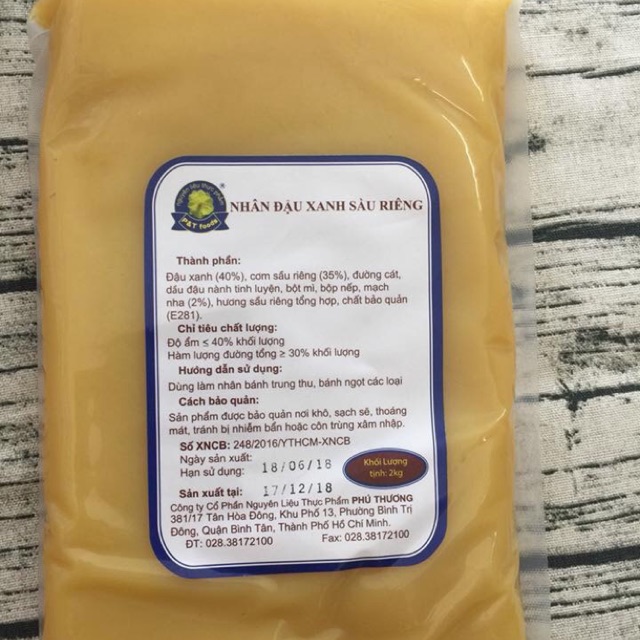 nguyên liệu thực phẩm
P&T foods
NHÂN ĐẬU XANH SẦU RIÊNG
Thành phần:
Đậu xanh (40%), cơm sầu riêng (35%), đường cát,
dầu đậu nành tinh luyện, bột mì, bộp nếp, mạch
nha (2%), hương sầu riêng tổng hợp, chất bảo quản
(E281).
Chỉ tiêu chất lượng:
Độ ẩm ≤ 40% khối lượng
Hàm lượng đường tổng ≥ 30% khối lượng
Hướng dẫn sử dụng:
Dùng làm nhân bánh trung thu, bánh ngọt các loại
Cách bảo quản:
Sản phẩm được bảo quản nơi khô, sạch sẽ, thoáng
mát, tránh bị nhiễm bẩn hoặc côn trùng xâm nhập.
Số XNCB: 248/2016/YTHCM-XNCB
Ngày sản xuất: 18/06/18
Hạn sử dụng: 17/12/18
Khối Lượng
tịnh: 2kg
Sản xuất tại:
Công ty Cổ Phần Nguyên Liệu Thực Phẩm PHÚ THƯƠNG
381/17 Tân Hòa Đông, Khu Phố 13, Phường Bình Trị
Đông, Quận Bình Tân, Thành Phố Hồ Chí Minh.
ĐT: 028.38172100 Fax: 028.38172100